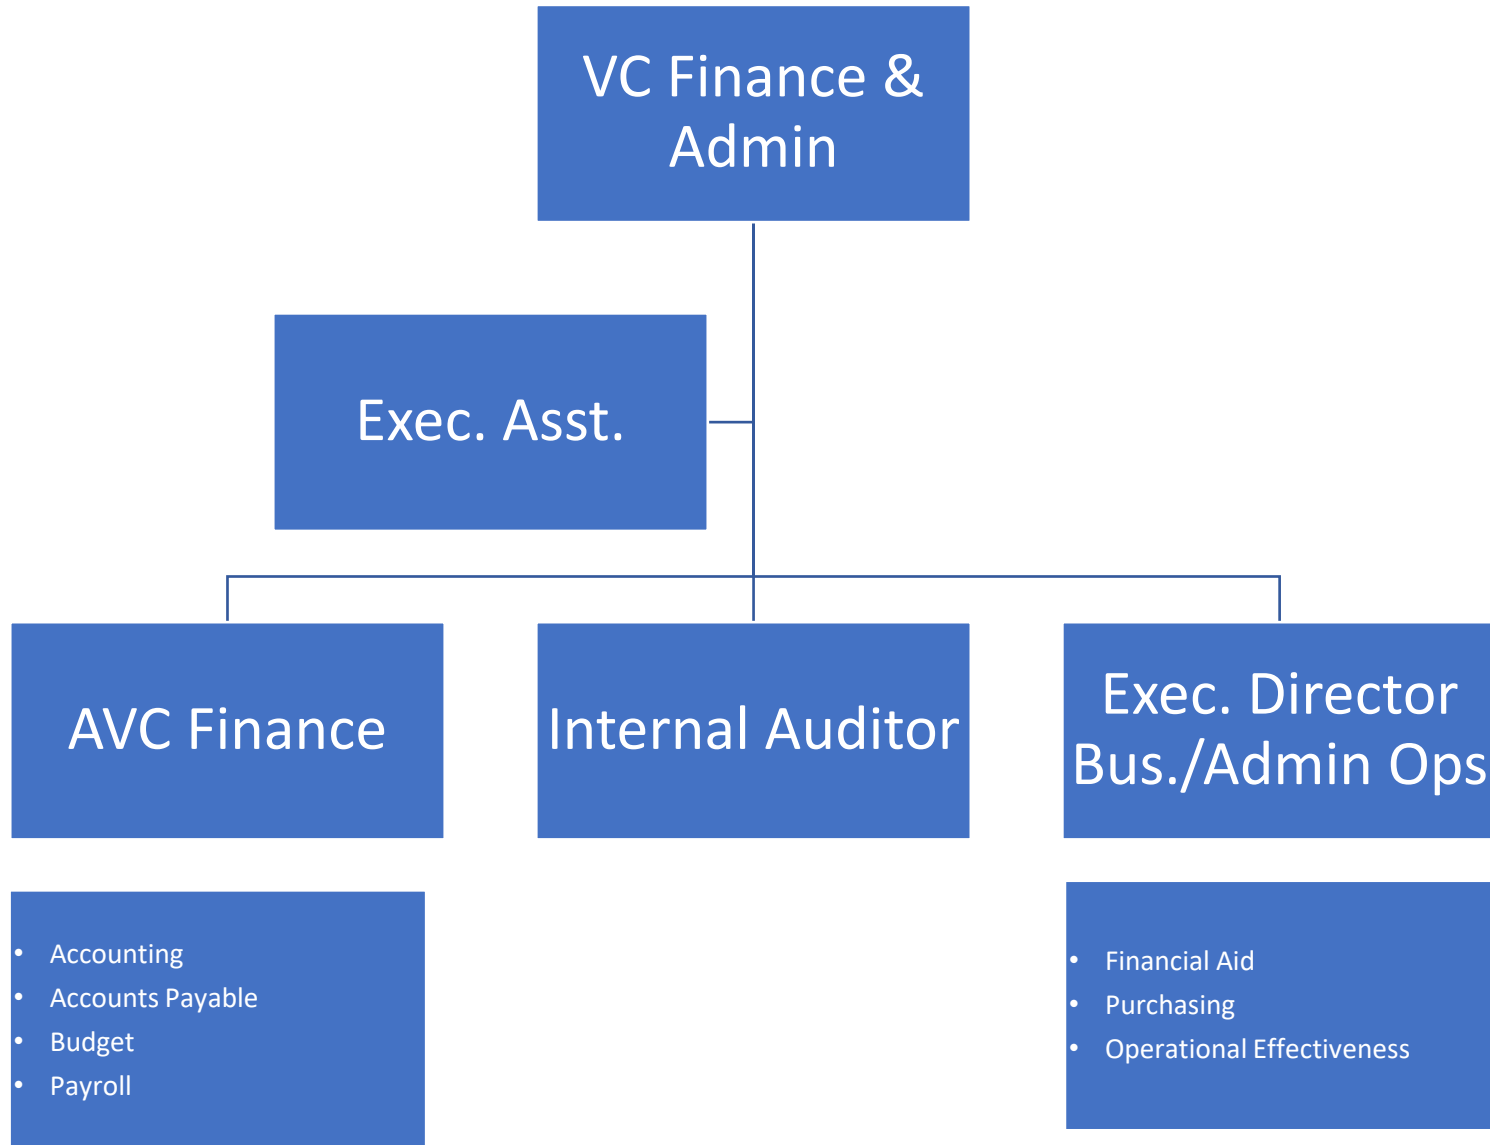 VC Finance &
Admin
Exec. Asst.
AVC Finance
Internal Auditor
Exec. Director
Bus./Admin Ops
• Accounting
• Accounts Payable
• Budget
• Payroll
• Financial Aid
• Purchasing
• Operational Effectiveness